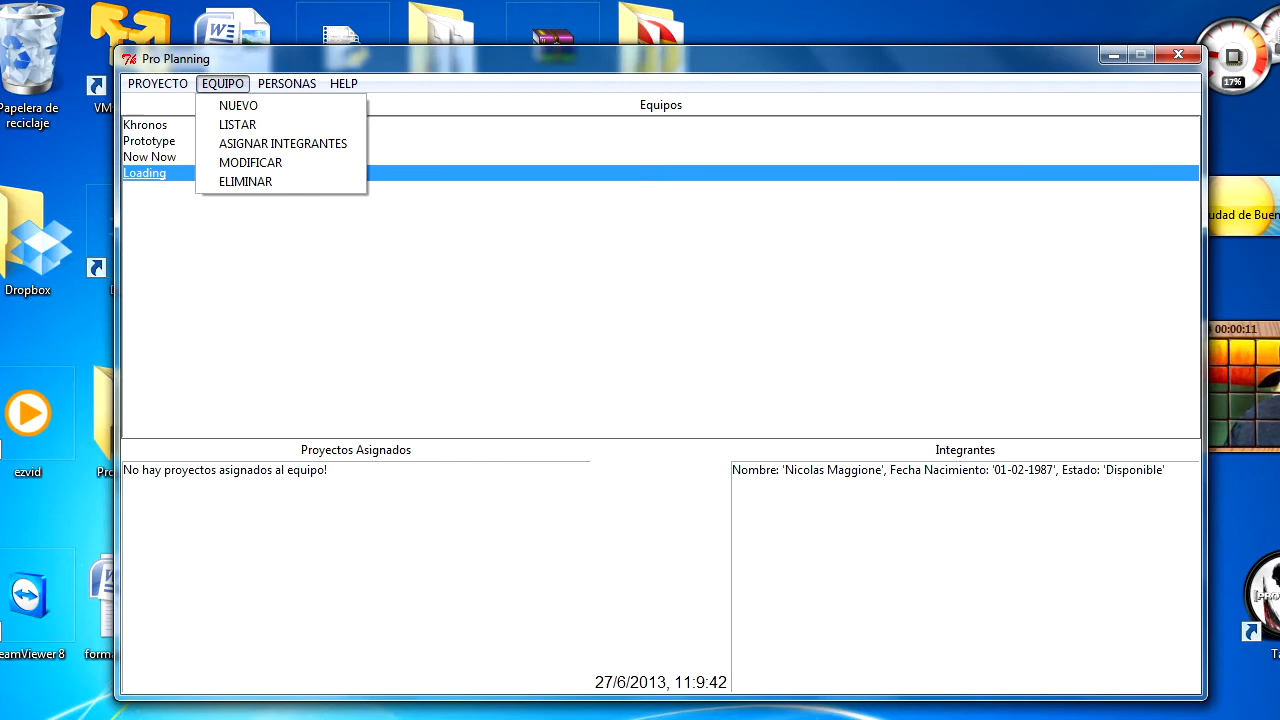 Papelera de
reciclaje
VM
Pro Planning
17%
PROYECTO EQUIPO PERSONAS HELP
NUEVO
LISTAR
ASIGNAR INTEGRANTES
MODIFICAR
ELIMINAR
Equipos
Khronos
Prototype
Now Now
Loading
udad de Buen
Dropbox
00:00:11
Proyectos Asignados
Integrantes
No hay proyectos asignados al equipo!
Nombre: 'Nicolas Maggione', Fecha Nacimiento: '01-02-1987', Estado: 'Disponible'
ezvid
Pro
eamViewer 8
form
27/6/2013, 11:9:42